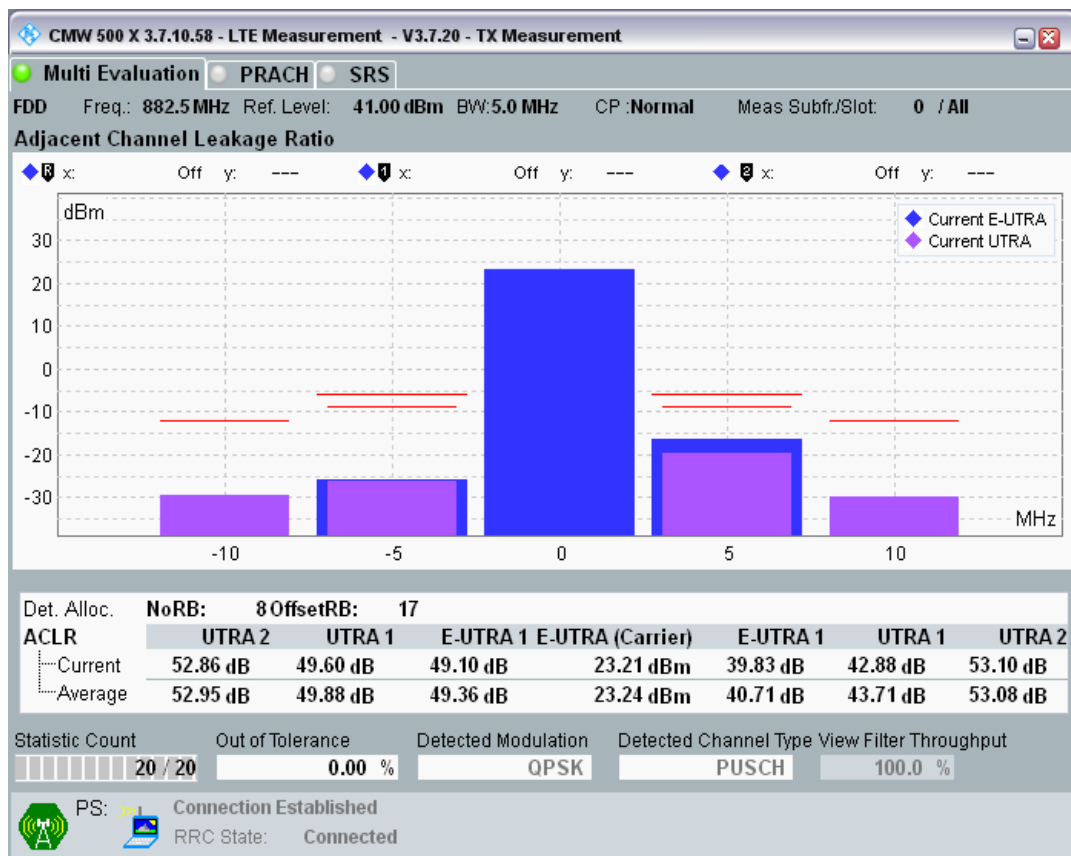 CMW 500 X 3.7.10.58 - LTE Measurement - V3.7.20 - TX Measurement
Multi Evaluation PRACH SRS
FDD Freq.: 882.5 MHz Ref. Level: 41.00 dBm BW:5.0 MHz CP :Normal Meas Subfr./Slot: 0 / All
Adjacent Channel Leakage Ratio
R x: Off y: --- 1 x: Off y: --- 2 x: Off y: ---
dBm
Current E-UTRA
Current UTRA
30
20
10
0
-10
-20
-30
MHz
-10 -5 0 5 10
Det. Alloc. NoRB: 8 OffsetRB: 17
ACLR UTRA 2 UTRA 1 E-UTRA 1 E-UTRA (Carrier) E-UTRA 1 UTRA 1 UTRA 2
Current 52.86 dB 49.60 dB 49.10 dB 23.21 dBm 39.83 dB 42.88 dB 53.10 dB
Average 52.95 dB 49.88 dB 49.36 dB 23.24 dBm 40.71 dB 43.71 dB 53.08 dB
Statistic Count Out of Tolerance Detected Modulation Detected Channel Type View Filter Throughput
20 / 20 0.00 % QPSK PUSCH 100.0 %
PS: Connection Established
RRC State: Connected